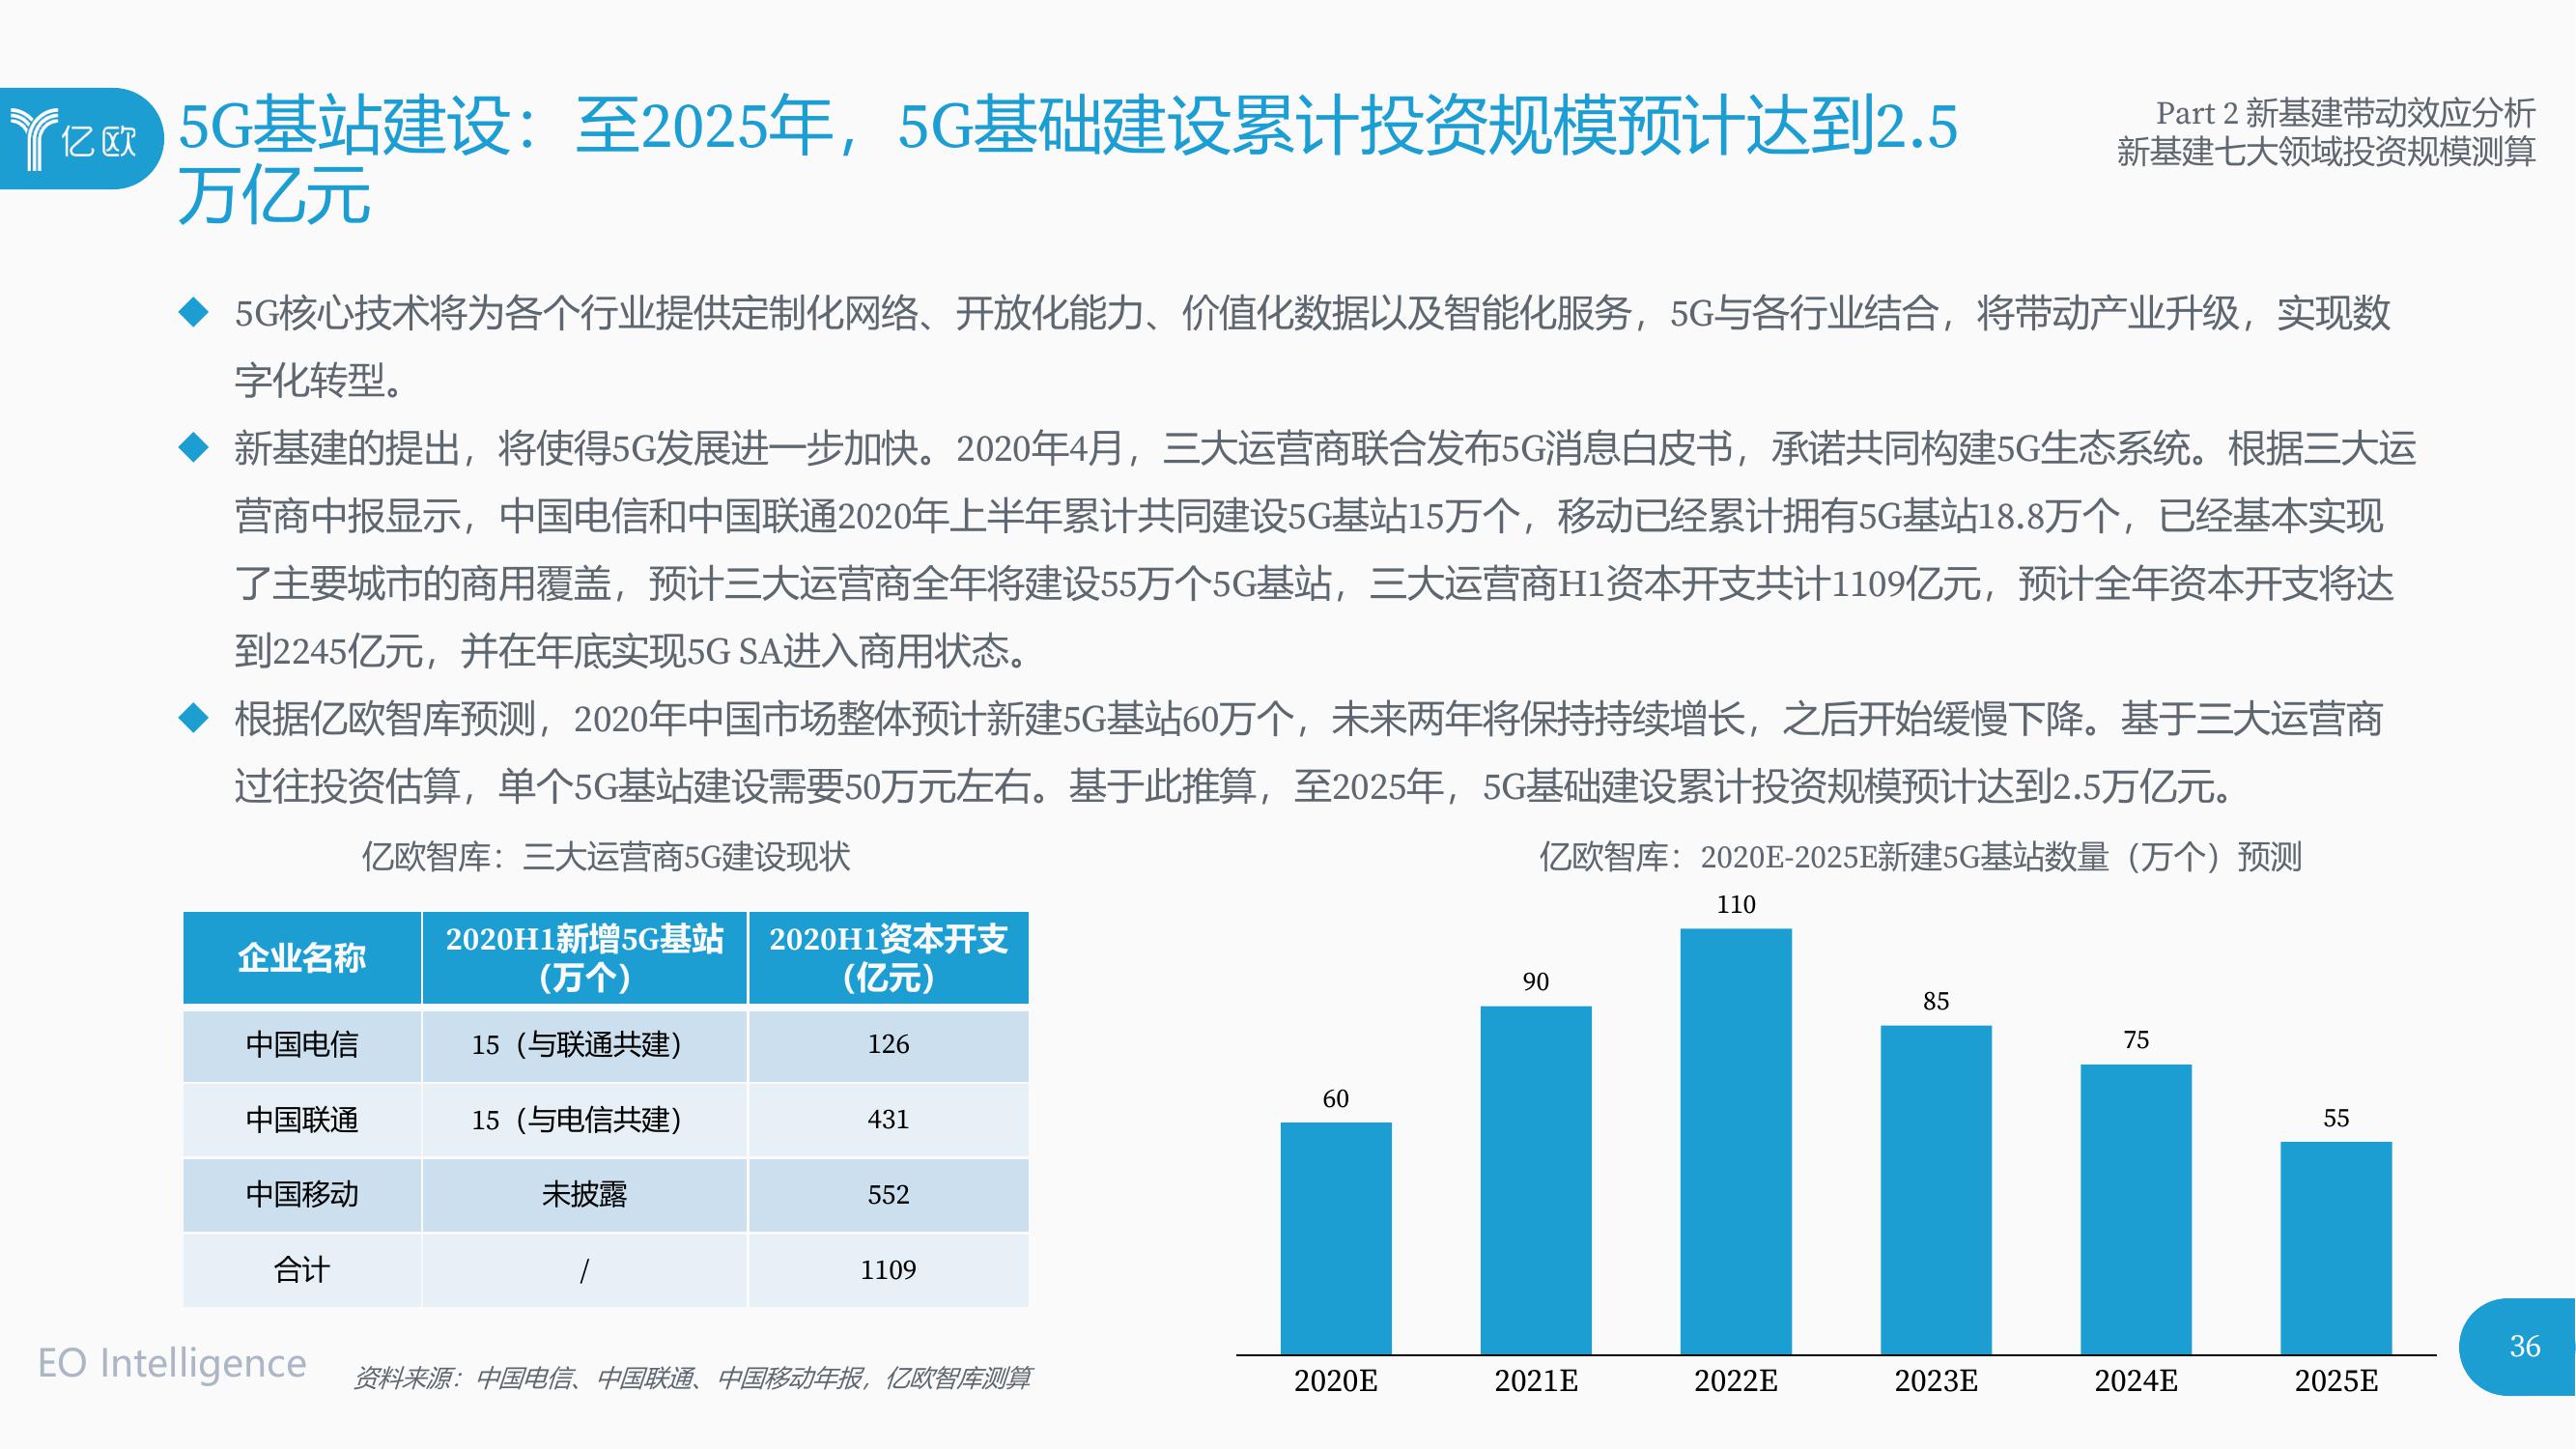 亿欧
5G基站建设：至2025年，5G基础建设累计投资规模预计达到2.5
万亿元
Part 2 新基建带动效应分析
新基建七大领域投资规模测算
5G核心技术将为各个行业提供定制化网络、开放化能力、价值化数据以及智能化服务，5G与各行业结合，将带动产业升级，实现数
字化转型。
新基建的提出，将使得5G发展进一步加快。2020年4月，三大运营商联合发布5G消息白皮书，承诺共同构建5G生态系统。根据三大运
营商中报显示，中国电信和中国联通2020年上半年累计共同建设5G基站15万个，移动已经累计拥有5G基站18.8万个，已经基本实现
了主要城市的商用覆盖，预计三大运营商全年将建设55万个5G基站，三大运营商H1资本开支共计1109亿元，预计全年资本开支将达
到2245亿元，并在年底实现5G SA进入商用状态。
根据亿欧智库预测，2020年中国市场整体预计新建5G基站60万个，未来两年将保持持续增长，之后开始缓慢下降。基于三大运营商
过往投资估算，单个5G基站建设需要50万元左右。基于此推算，至2025年，5G基础建设累计投资规模预计达到2.5万亿元。
亿欧智库：三大运营商5G建设现状
企业名称 2020H1新增5G基站（万个） 2020H1资本开支（亿元）
中国电信 15（与联通共建） 126
中国联通 15（与电信共建） 431
中国移动 未披露 552
合计 / 1109
亿欧智库：2020E-2025E新建5G基站数量（万个）预测
60 90 110 85 75 55
2020E 2021E 2022E 2023E 2024E 2025E
EO Intelligence
资料来源：中国电信、中国联通、中国移动年报，亿欧智库测算
36